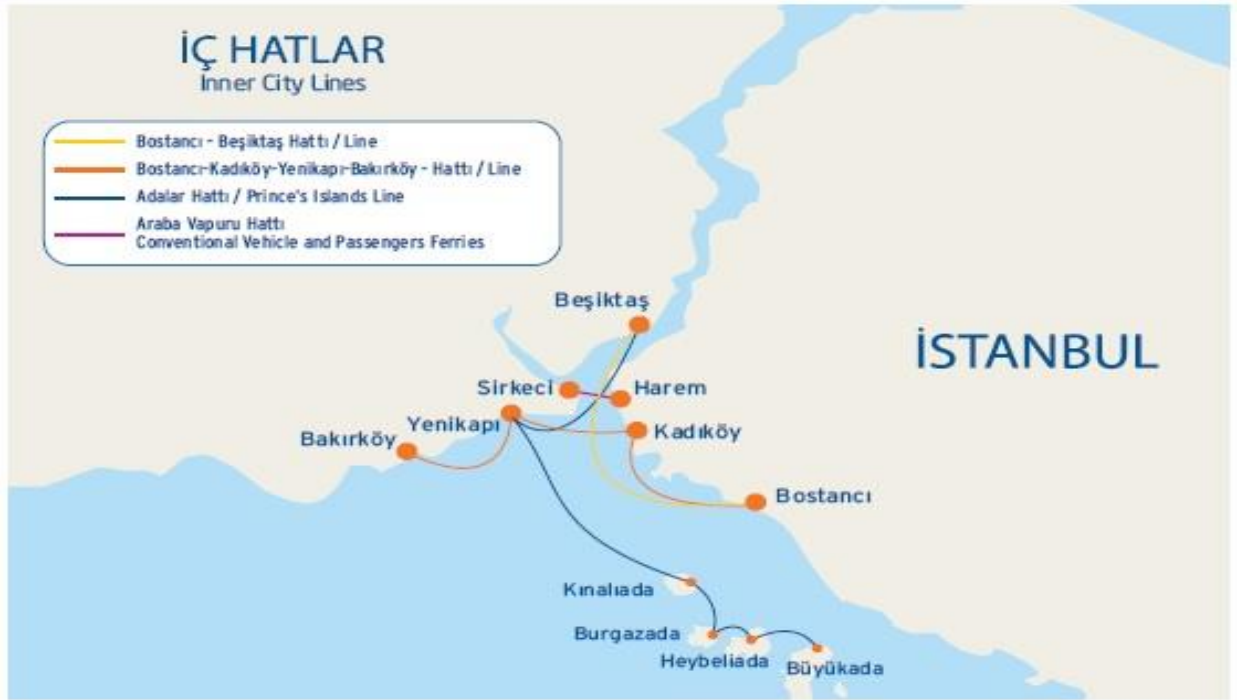 İÇ HATLAR
Inner City Lines
Bostancı - Beşiktaş Hattı / Line
Bostancı-Kadıköy-Yenikapı-Bakırköy - Hattı / Line
Adalar Hattı / Prince's Islands Line
Araba Vapuru Hattı
Conventional Vehicle and Passengers Ferries
Beşiktaş
İSTANBUL
Sirkeci
Harem
Yenikapı
Kadıköy
Bakırköy
Bostancı
Kınalıada
Burgazada
Heybeliada
Büyükada